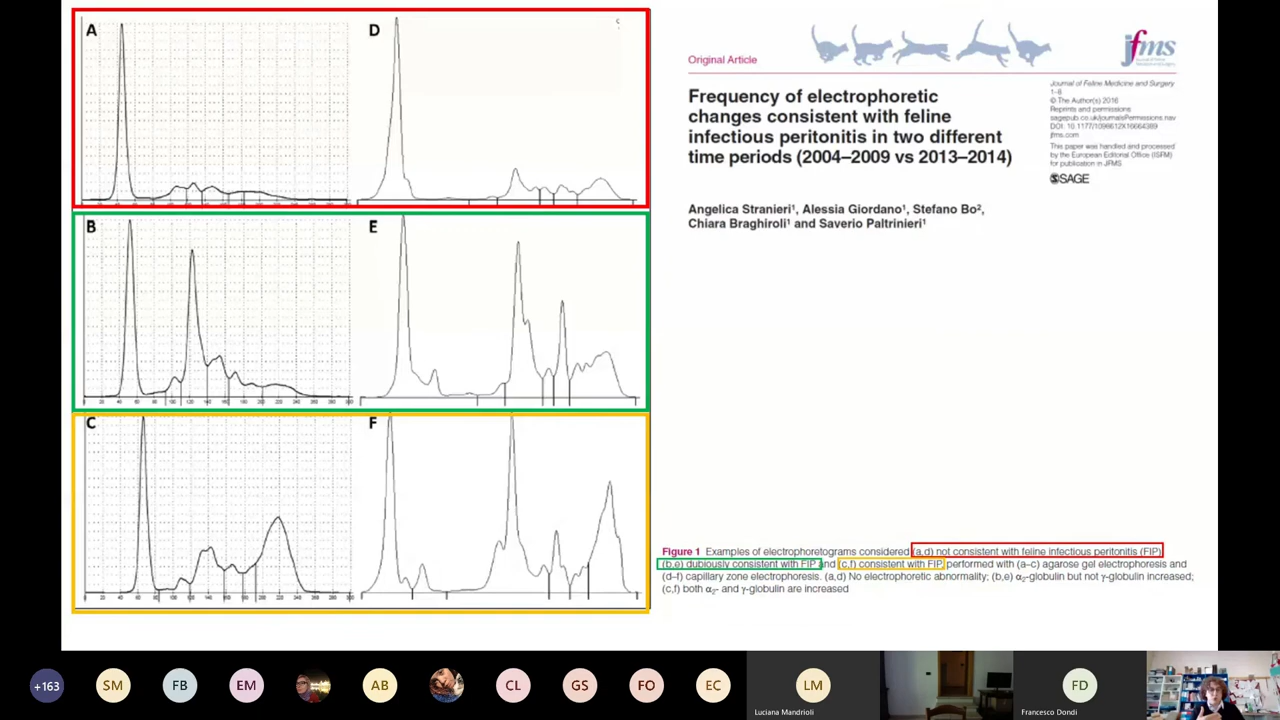 A
D
B
E
C
F
Original Article
jfms
Journal of Feline Medicine and Surgery
1–8
© The Author(s) 2016
Reprints and permissions:
sagepub.co.uk/journalsPermissions.nav
jfms.com
This paper was handled and processed
by the European Editorial Office (ISFM)
for publication in JFMS
SAGE
Frequency of electrophoretic
changes consistent with feline
infectious peritonitis in two different
time periods (2004–2009 vs 2013–2014)
Angelica Stranieri¹, Alessia Giordano¹, Stefano Bo²,
Chiara Braghiroli¹ and Saverio Paltrinieri¹
Figure 1 Examples of electrophoretograms considered (a,d) not consistent with feline infectious peritonitis (FIP),
(b,e) dubiously consistent with FIP and (c,f) consistent with FIP, performed with (a–c) agarose gel electrophoresis and
(d–f) capillary zone electrophoresis. (a,d) No electrophoretic abnormality; (b,e) α₂-globulin but not γ-globulin increased;
(c,f) both α₂- and γ-globulin are increased
+163
SM
FB
EM
AB
CL
GS
FO
EC
LM
Luciana Mandrioli
FD
Francesco Dondi